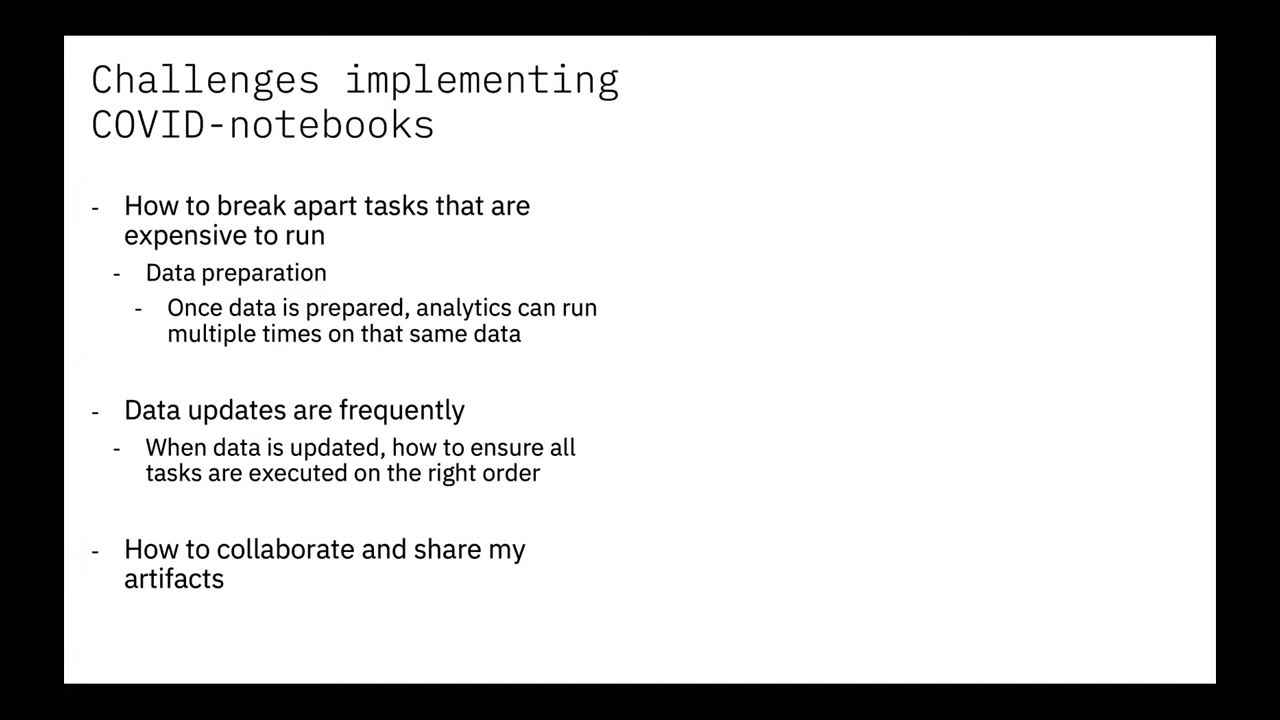 Challenges implementing
COVID-notebooks
- How to break apart tasks that are
expensive to run
- Data preparation
- Once data is prepared, analytics can run
multiple times on that same data
- Data updates are frequently
- When data is updated, how to ensure all
tasks are executed on the right order
- How to collaborate and share my
artifacts